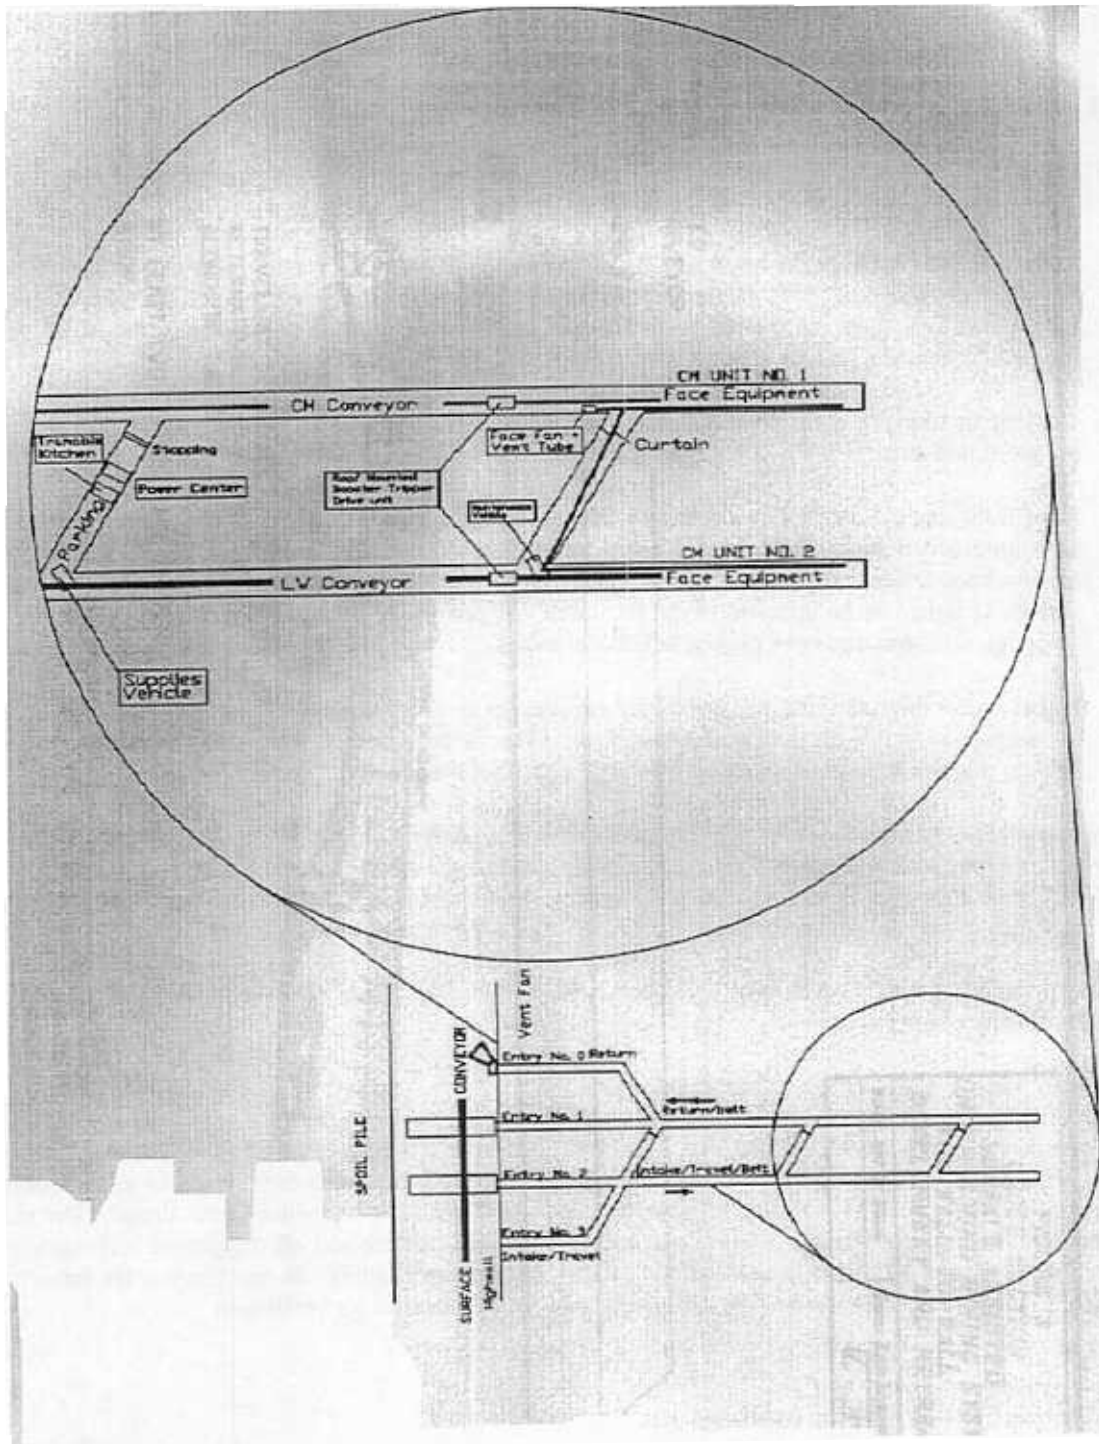 CM UNIT NO. 1
Face Equipment
CM Conveyor
Face Fan +
Vent Tube
Curtain
Kitchen
Stopping
Power Center
Roof Mounted
Booster Tripper
Drive unit
Vehicle
Parking
CM UNIT NO. 2
Face Equipment
L.W. Conveyor
Supplies
Vehicle
Vent Fan
CONVEYOR
Entry No. 0 Return
Return/Belt
Entry No. 1
SPOIL PILE
Entry No. 2
Intake/Travel/Belt
Entry No. 3
Intake/Travel
Highwall
SURFACE